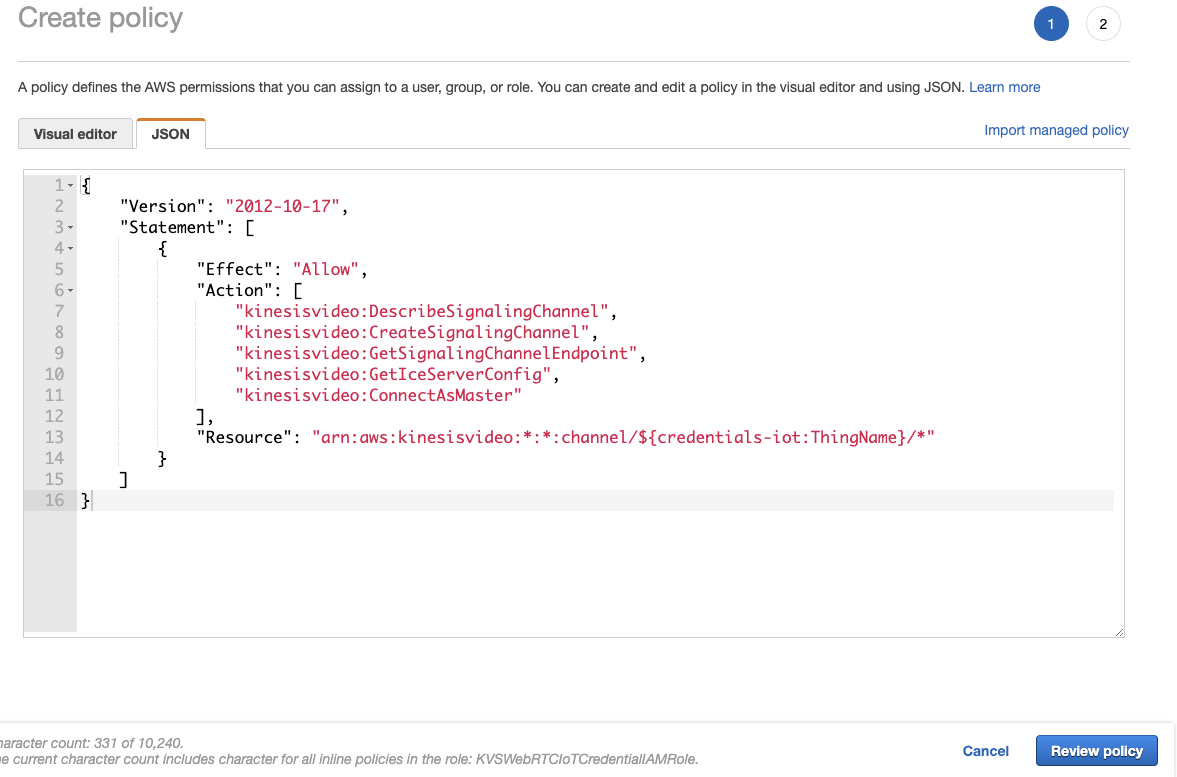 Create policy
1
2
A policy defines the AWS permissions that you can assign to a user, group, or role. You can create and edit a policy in the visual editor and using JSON. Learn more
Visual editor
JSON
Import managed policy
1 {
2 "Version": "2012-10-17",
3 "Statement": [
4 {
5 "Effect": "Allow",
6 "Action": [
7 "kinesisvideo:DescribeSignalingChannel",
8 "kinesisvideo:CreateSignalingChannel",
9 "kinesisvideo:GetSignalingChannelEndpoint",
10 "kinesisvideo:GetIceServerConfig",
11 "kinesisvideo:ConnectAsMaster"
12 ],
13 "Resource": "arn:aws:kinesisvideo:*:*:channel/${credentials-iot:ThingName}/*"
14 }
15 ]
16 }
haracter count: 331 of 10,240.
e current character count includes character for all inline policies in the role: KVSWebRTCIoTCredentialIAMRole.
Cancel
Review policy